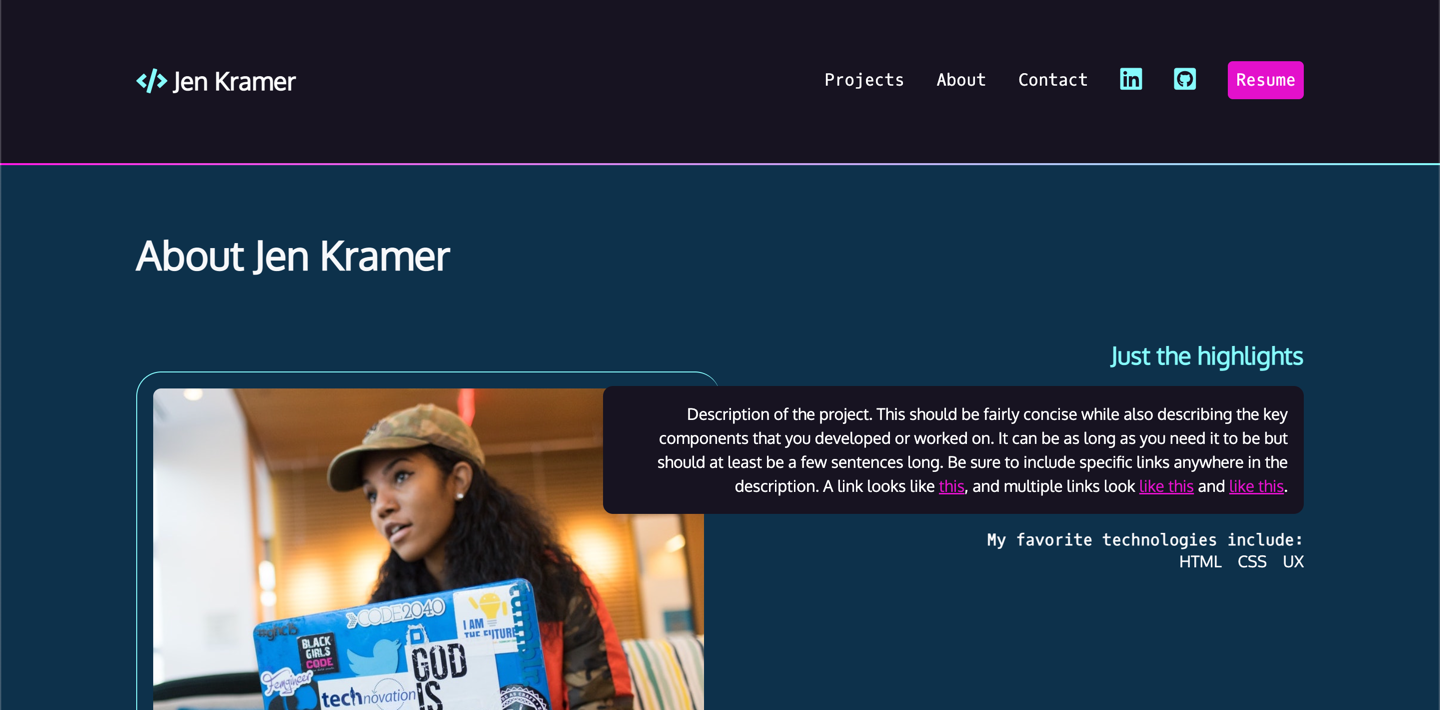 </> Jen Kramer
Projects About Contact in Resume
About Jen Kramer
Just the highlights
Description of the project. This should be fairly concise while also describing the key
components that you developed or worked on. It can be as long as you need it to be but
should at least be a few sentences long. Be sure to include specific links anywhere in the
description. A link looks like this, and multiple links look like this and like this.
My favorite technologies include:
HTML CSS UX
CODE2040
#ghc15
I AM
THE FUTURE
BLACK
GIRLS
CODE
GOD
IS
technovation